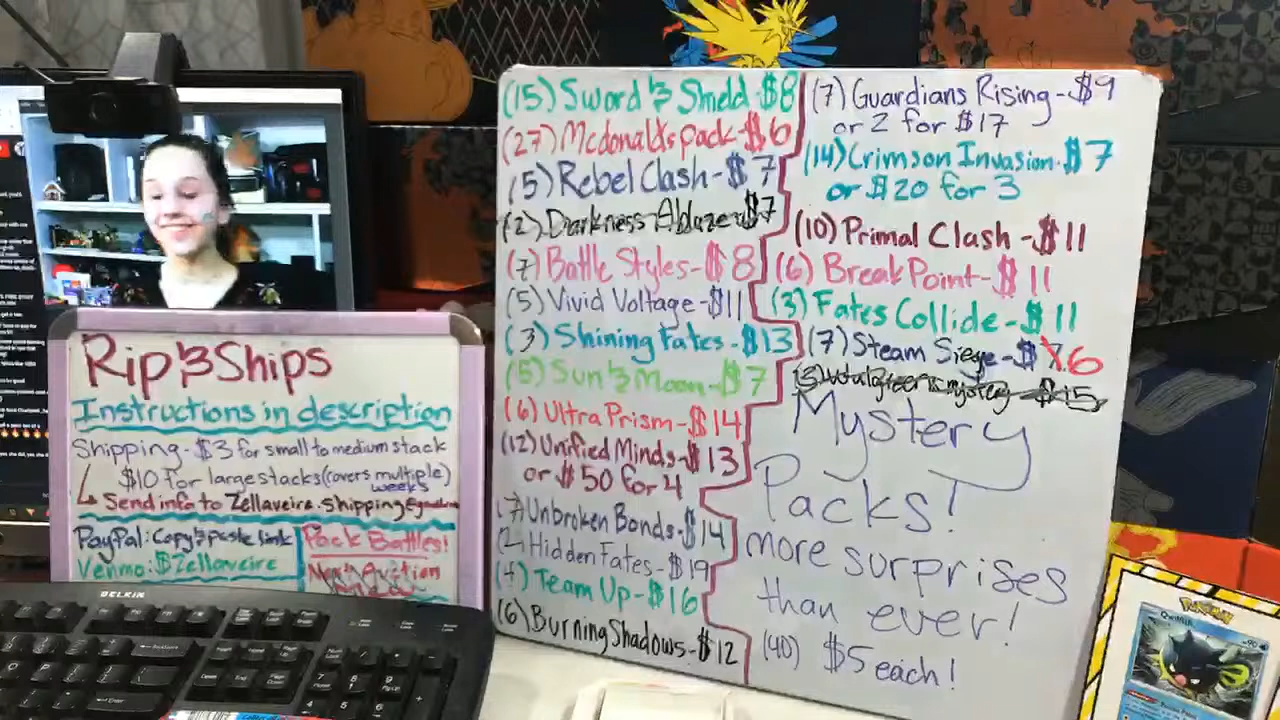 Rip & Ships
Instructions in description
Shipping - $3 for small to medium stack
$10 for large stacks (covers multiple weeks)
Send info to Zellaveire.shipping@
PayPal: Copy & paste link
Venmo: $Zellaveire
Pack Battles!
BELKIN
(15) Sword & Shield - $8
(27) Mcdonalds pack - $6
(5) Rebel Clash - $7
(2) Darkness Ablaze - $7
(7) Battle Styles - $8
(5) Vivid Voltage - $11
(3) Shining Fates - $13
(5) Sun & Moon - $7
(6) Ultra Prism - $14
(12) Unified Minds - $13
or $50 for 4
(7) Unbroken Bonds - $14
(2) Hidden Fates - $19
(4) Team Up - $16
(6) Burning Shadows - $12
(7) Guardians Rising - $9
or 2 for $17
(14) Crimson Invasion - $7
or $20 for 3
(10) Primal Clash - $11
(6) Break Point - $11
(3) Fates Collide - $11
(7) Steam Siege - $7 6
$15
Mystery
Packs!
more surprises
than ever!
(40) $5 each!
POKÉMON
Qwilfish